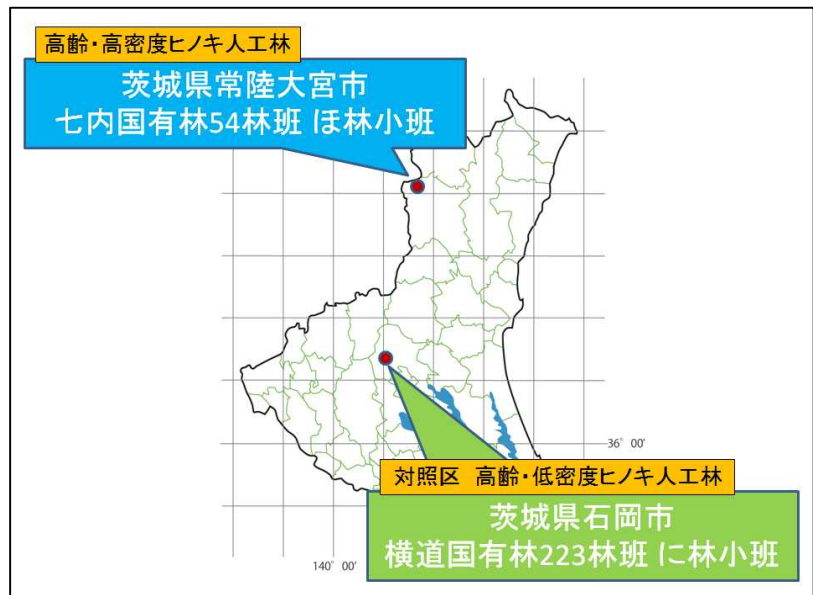 高齢・高密度ヒノキ人工林
茨城県常陸大宮市
七内国有林54林班 ほ林小班
36° 00′
対照区 高齢・低密度ヒノキ人工林
茨城県石岡市
横道国有林223林班 に林小班
140° 00′